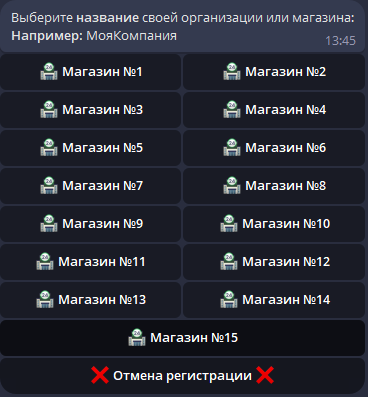 Выберите название своей организации или магазина:
Например: МояКомпания
13:45
Магазин №1
Магазин №2
Магазин №3
Магазин №4
Магазин №5
Магазин №6
Магазин №7
Магазин №8
Магазин №9
Магазин №10
Магазин №11
Магазин №12
Магазин №13
Магазин №14
Магазин №15
Отмена регистрации